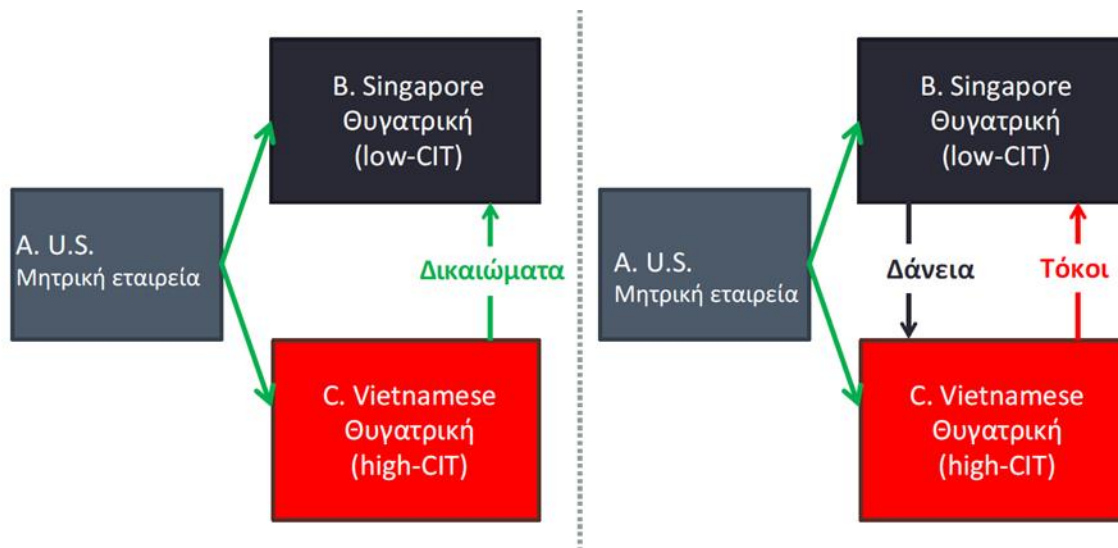 B. Singapore
Θυγατρική
(low-CIT)
A. U.S.
Μητρική εταιρεία
Δικαιώματα
C. Vietnamese
Θυγατρική
(high-CIT)
B. Singapore
Θυγατρική
(low-CIT)
A. U.S.
Μητρική εταιρεία
Δάνεια
Τόκοι
C. Vietnamese
Θυγατρική
(high-CIT)